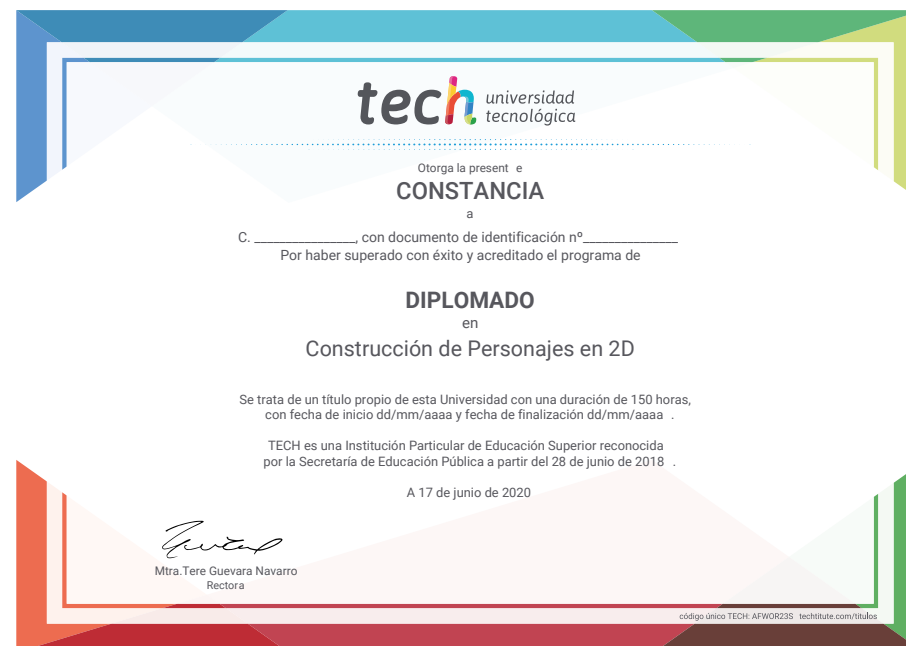 tech universidad
tecnológica
Otorga la present e
CONSTANCIA
a
C. _______________, con documento de identificación nº______________
Por haber superado con éxito y acreditado el programa de
DIPLOMADO
en
Construcción de Personajes en 2D
Se trata de un título propio de esta Universidad con una duración de 150 horas,
con fecha de inicio dd/mm/aaaa y fecha de finalización dd/mm/aaaa .
TECH es una Institución Particular de Educación Superior reconocida
por la Secretaría de Educación Pública a partir del 28 de junio de 2018 .
A 17 de junio de 2020
Mtra.Tere Guevara Navarro
Rectora
código único TECH: AFWOR23S techtitute.com/titulos